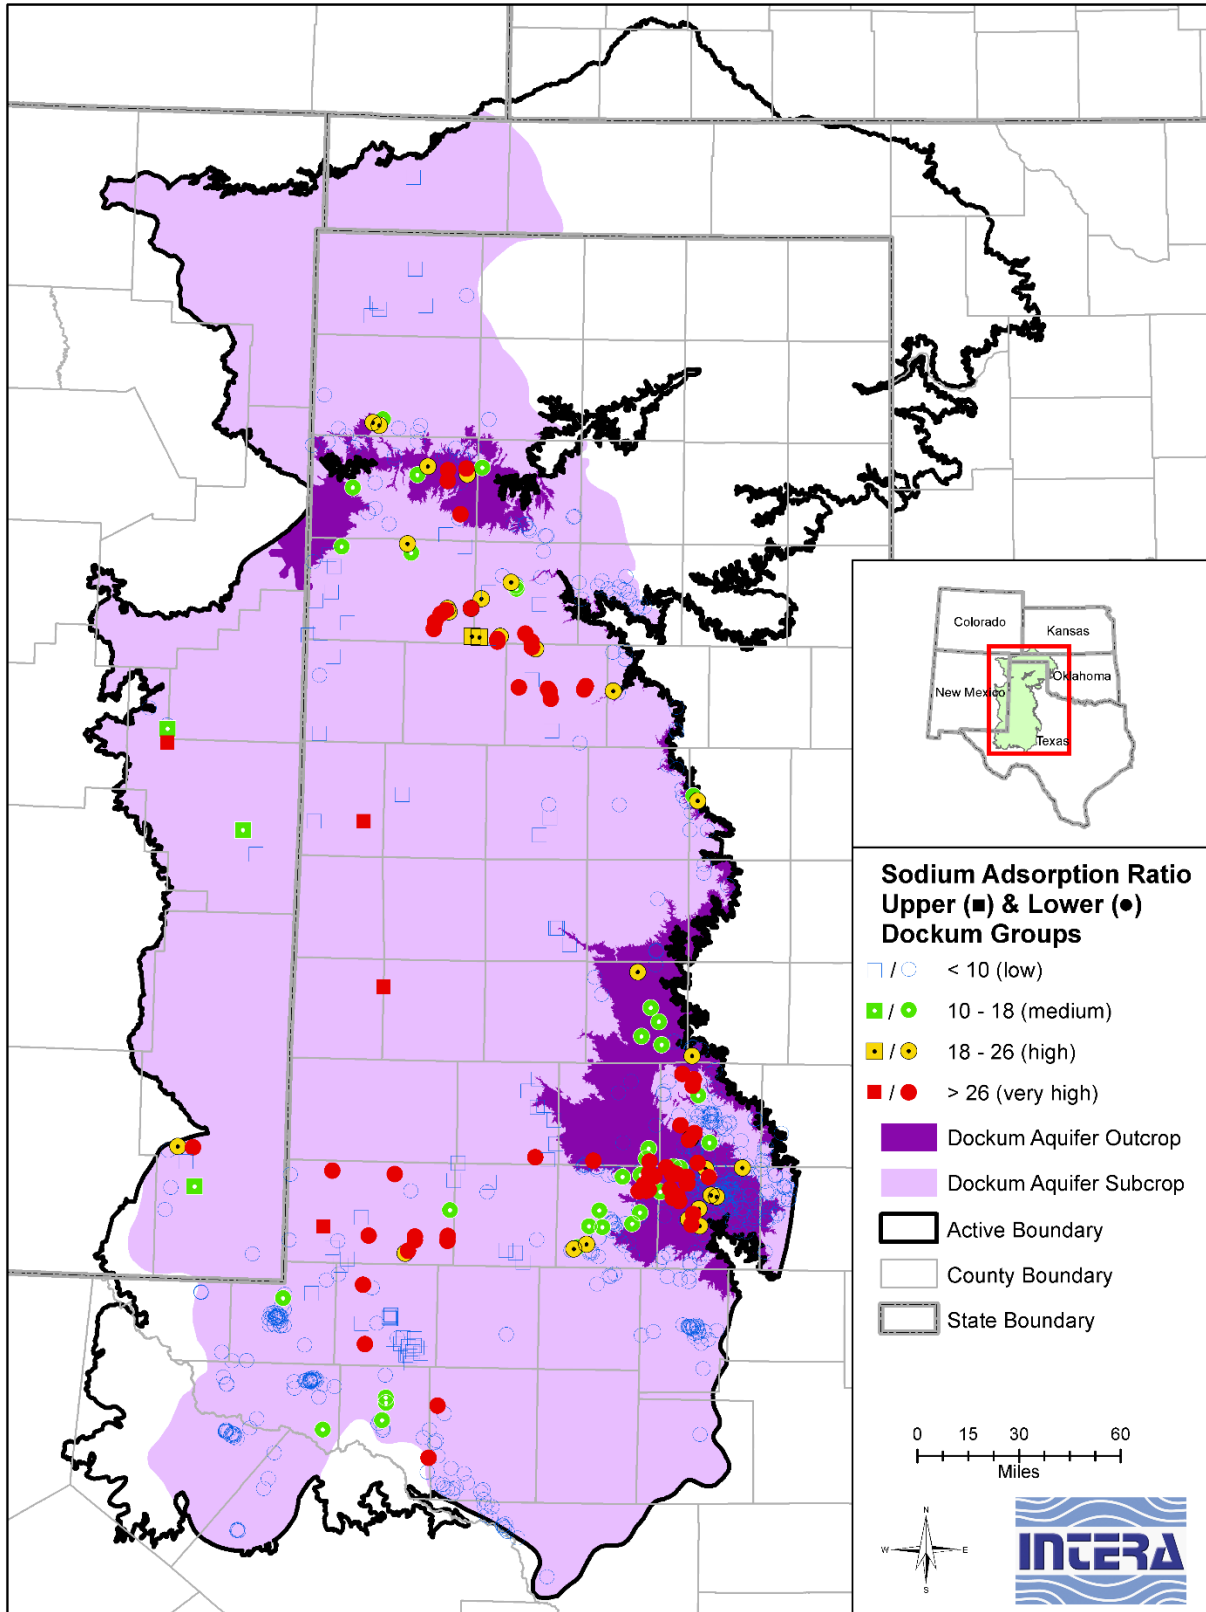 Colorado
Kansas
New Mexico
Oklahoma
Texas
Sodium Adsorption Ratio
Upper (■) & Lower (●)
Dockum Groups
/ < 10 (low)
/ 10 - 18 (medium)
/ 18 - 26 (high)
/ > 26 (very high)
Dockum Aquifer Outcrop
Dockum Aquifer Subcrop
Active Boundary
County Boundary
State Boundary
0 15 30 60
Miles
N
W E
S
INTERA